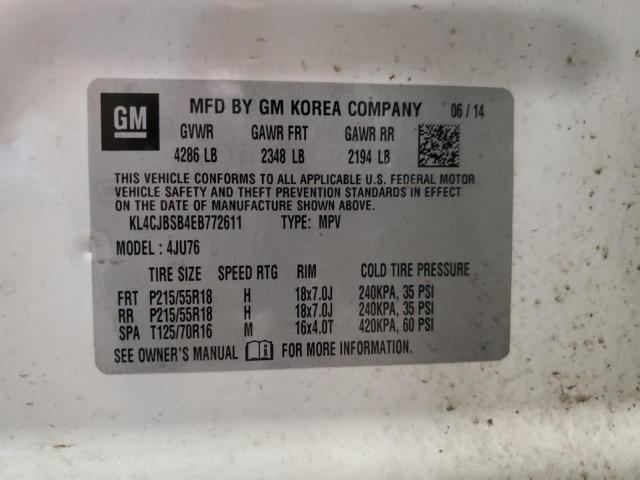 GM MFD BY GM KOREA COMPANY 06/14
GVWR GAWR FRT GAWR RR
4286 LB 2348 LB 2194 LB
THIS VEHICLE CONFORMS TO ALL APPLICABLE U.S. FEDERAL MOTOR
VEHICLE SAFETY AND THEFT PREVENTION STANDARDS IN EFFECT
ON THE DATE OF MANUFACTURE SHOWN ABOVE.
KL4CJBSB4EB772611 TYPE: MPV
MODEL: 4JU76
TIRE SIZE SPEED RTG RIM COLD TIRE PRESSURE
FRT P215/55R18 H 18x7.0J 240KPA, 35 PSI
RR P215/55R18 H 18x7.0J 240KPA, 35 PSI
SPA T125/70R16 M 16x4.0T 420KPA, 60 PSI
SEE OWNER'S MANUAL FOR MORE INFORMATION.